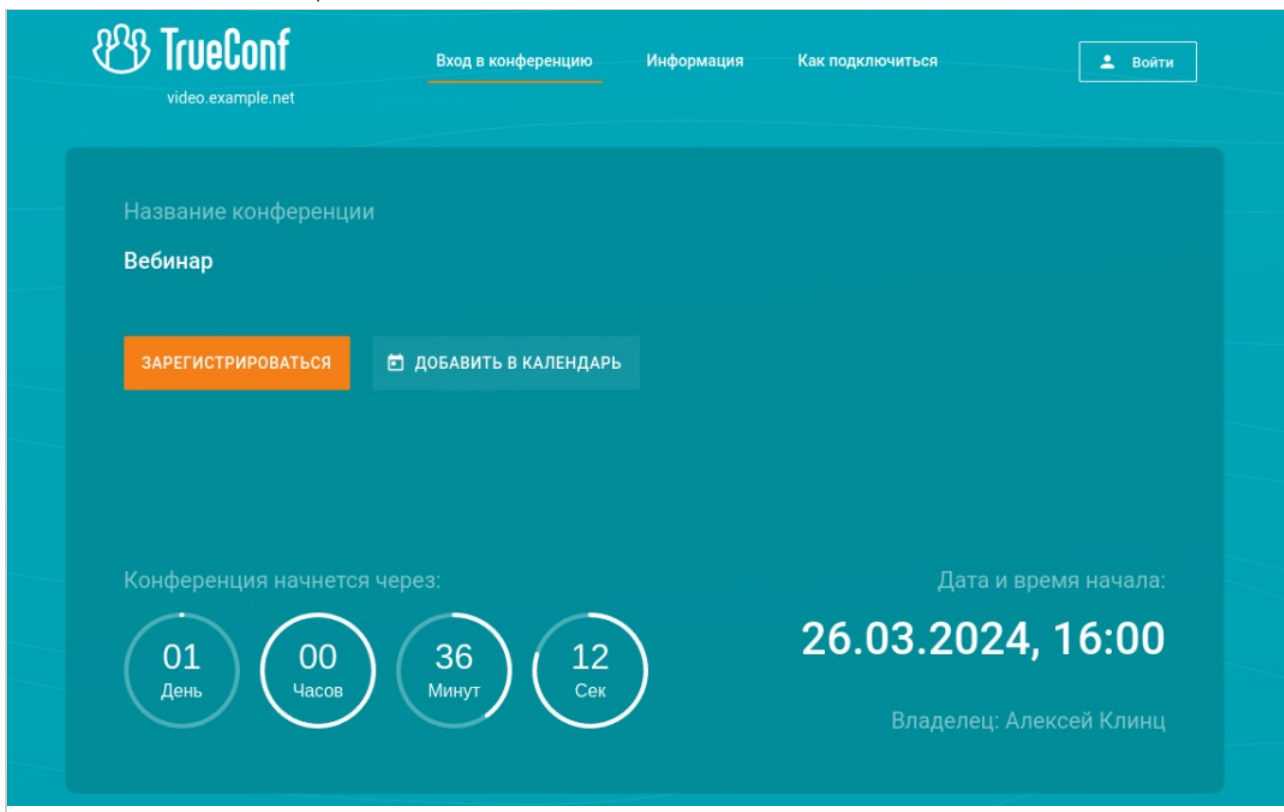 TrueConf
video.example.net
Вход в конференцию Информация Как подключиться Войти
Название конференции
Вебинар
ЗАРЕГИСТРИРОВАТЬСЯ ДОБАВИТЬ В КАЛЕНДАРЬ
Конференция начнется через:
01 00 36 12
День Часов Минут Сек
Дата и время начала:
26.03.2024, 16:00
Владелец: Алексей Клинц